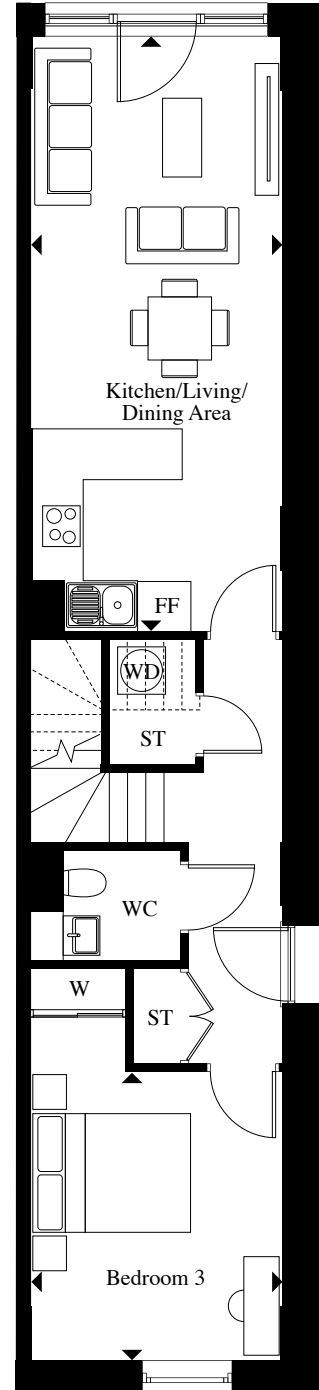 Kitchen/Living/
Dining Area
FF
WD
ST
WC
W
ST
Bedroom 3